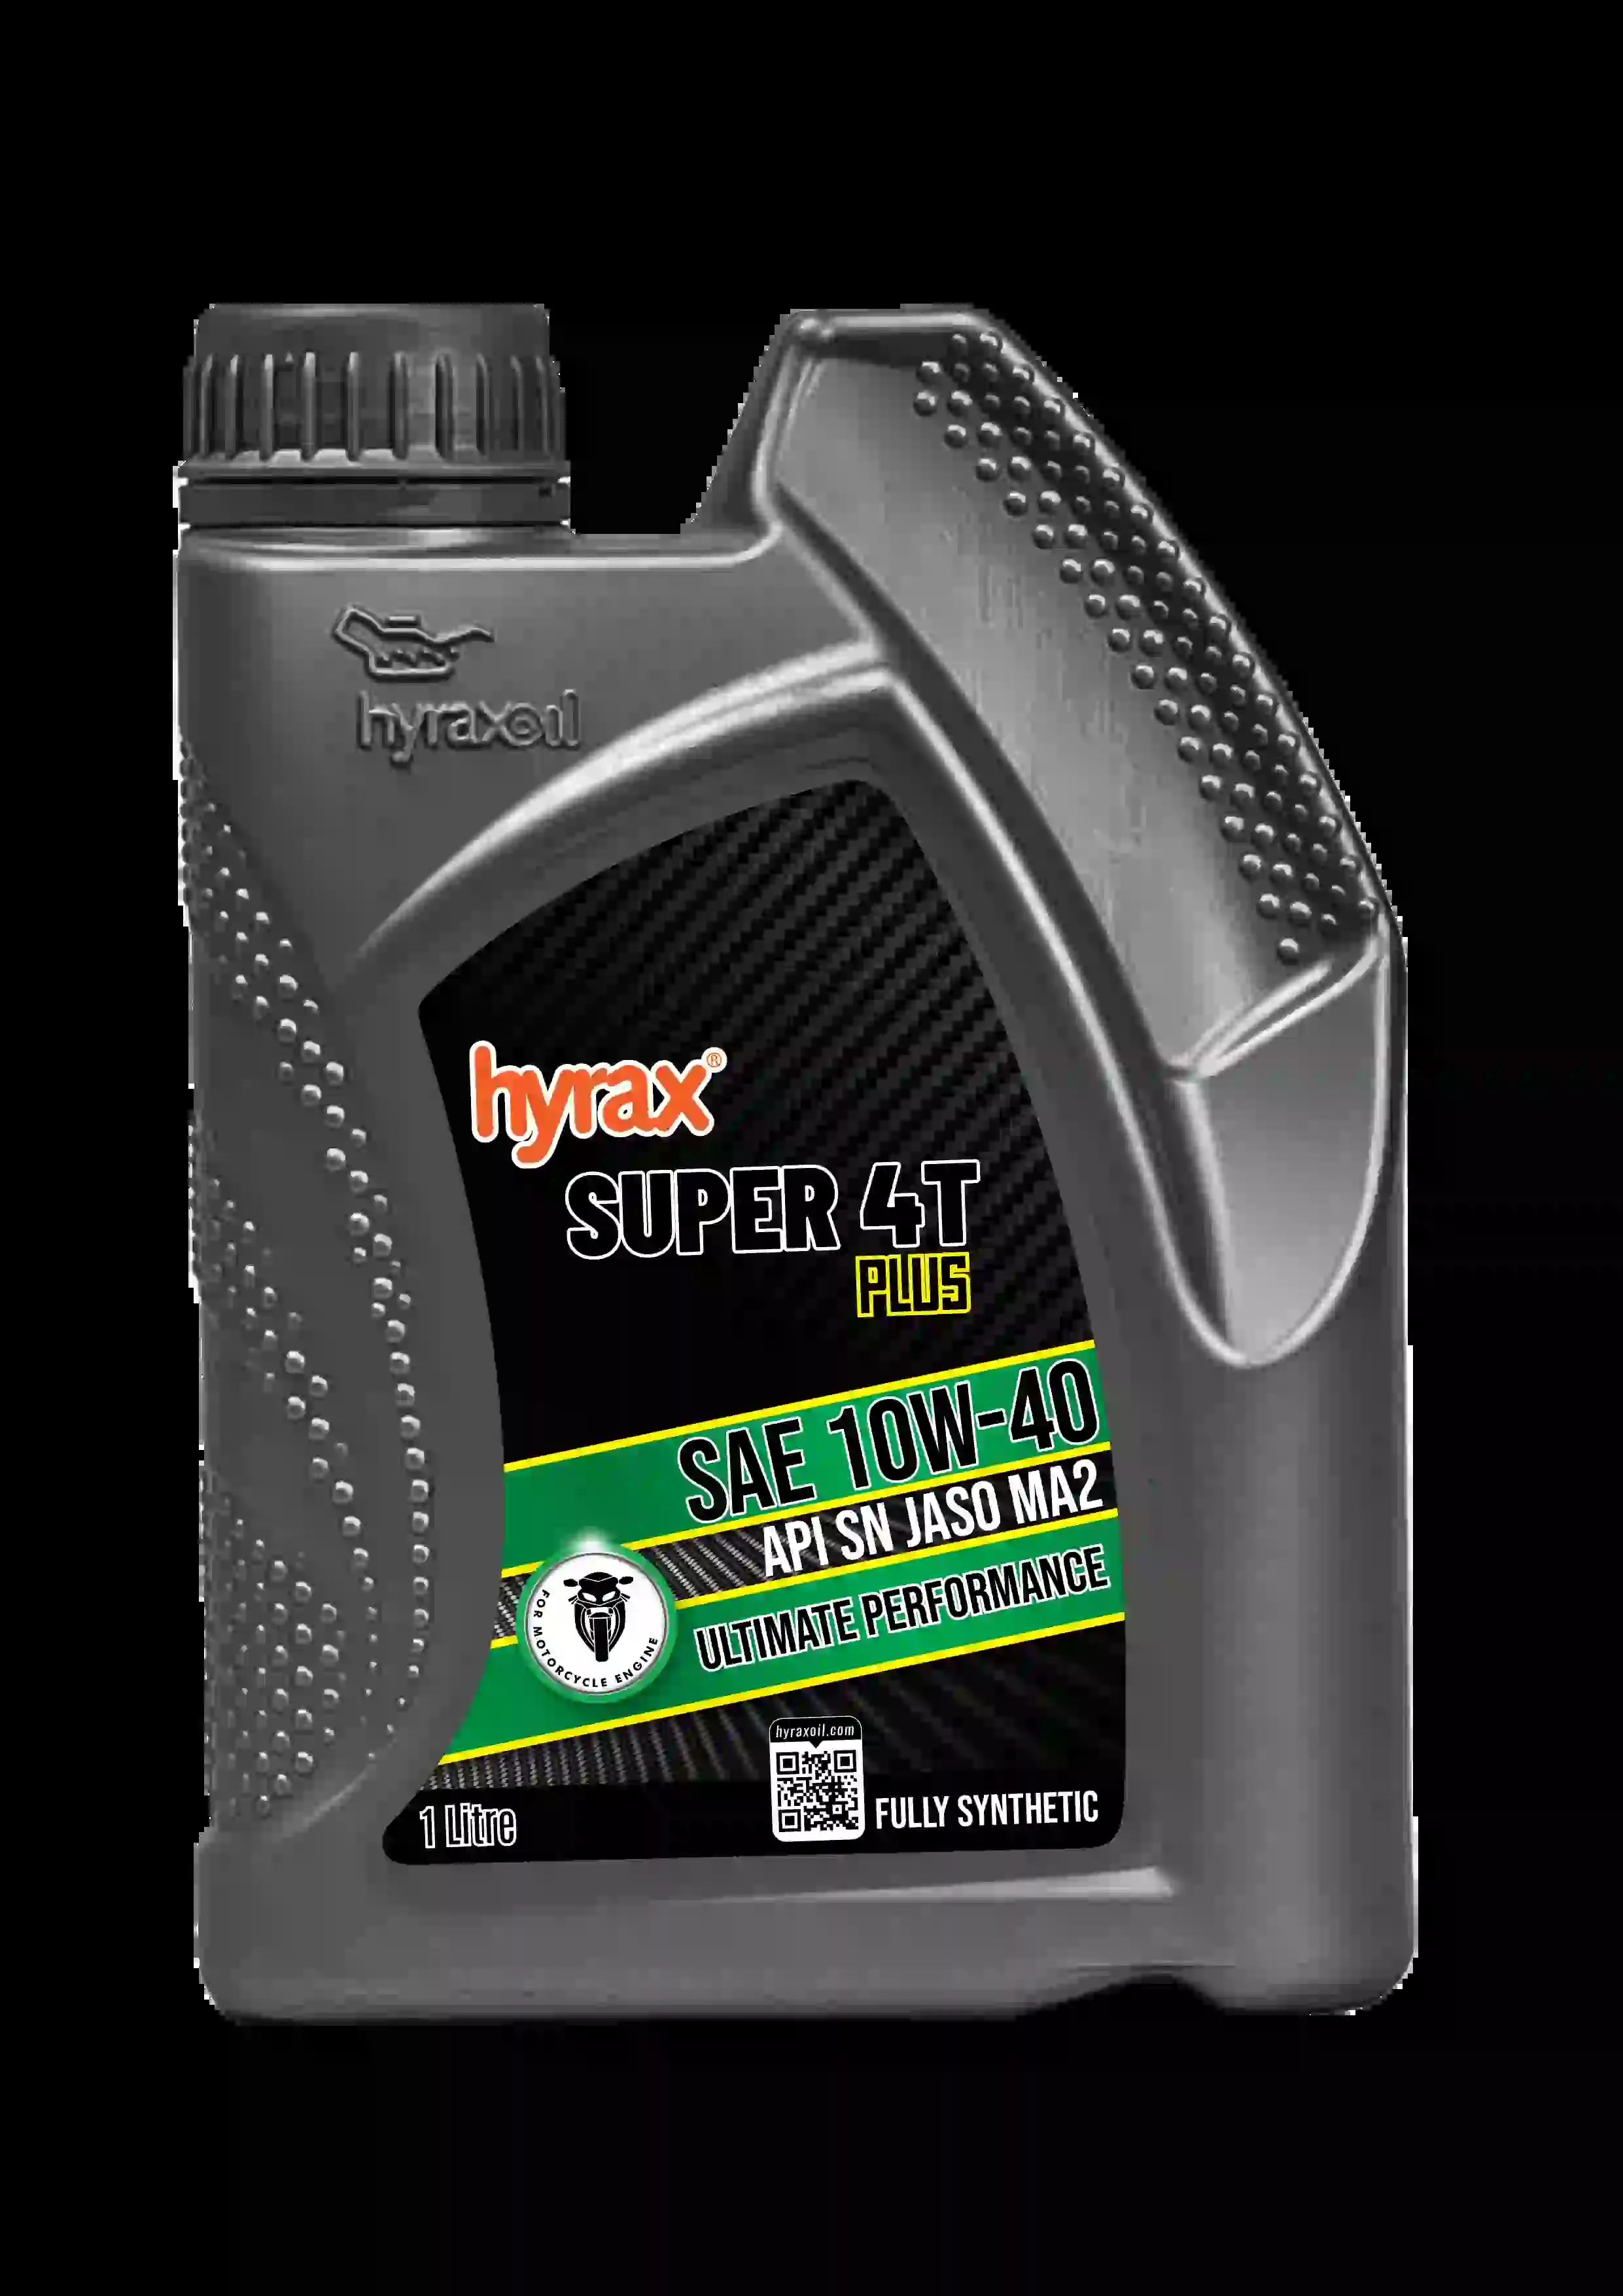 hyraxoil
hyrax®
SUPER 4T
PLUS
SAE 10W-40
API SN JASO MA2
ULTIMATE PERFORMANCE
FOR MOTORCYCLE ENGINE
hyraxoil.com
1 Litre
FULLY SYNTHETIC